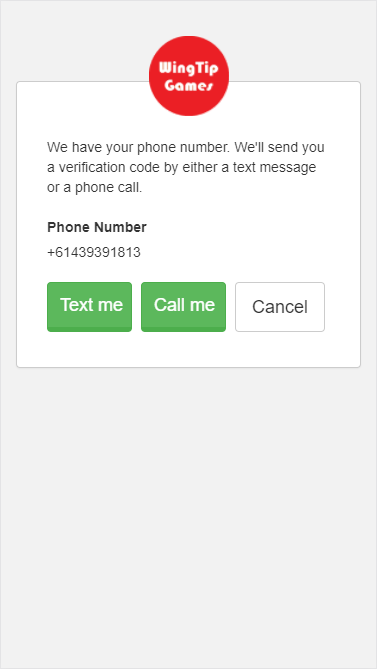 WingTip
Games
We have your phone number. We'll send you
a verification code by either a text message
or a phone call.
Phone Number
+61439391813
Text me
Call me
Cancel